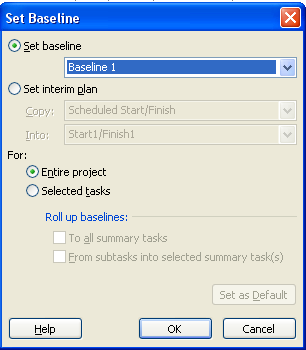 Set Baseline
Set baseline
Baseline 1
Set interim plan
Copy: Scheduled Start/Finish
Into: Start1/Finish1
For:
Entire project
Selected tasks
Roll up baselines:
To all summary tasks
From subtasks into selected summary task(s)
Set as Default
Help OK Cancel